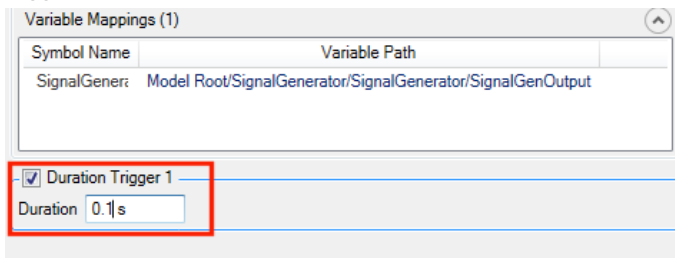 Variable Mappings (1)
Symbol Name Variable Path
SignalGenera Model Root/SignalGenerator/SignalGenerator/SignalGenOutput
Duration Trigger 1
Duration 0.1 s